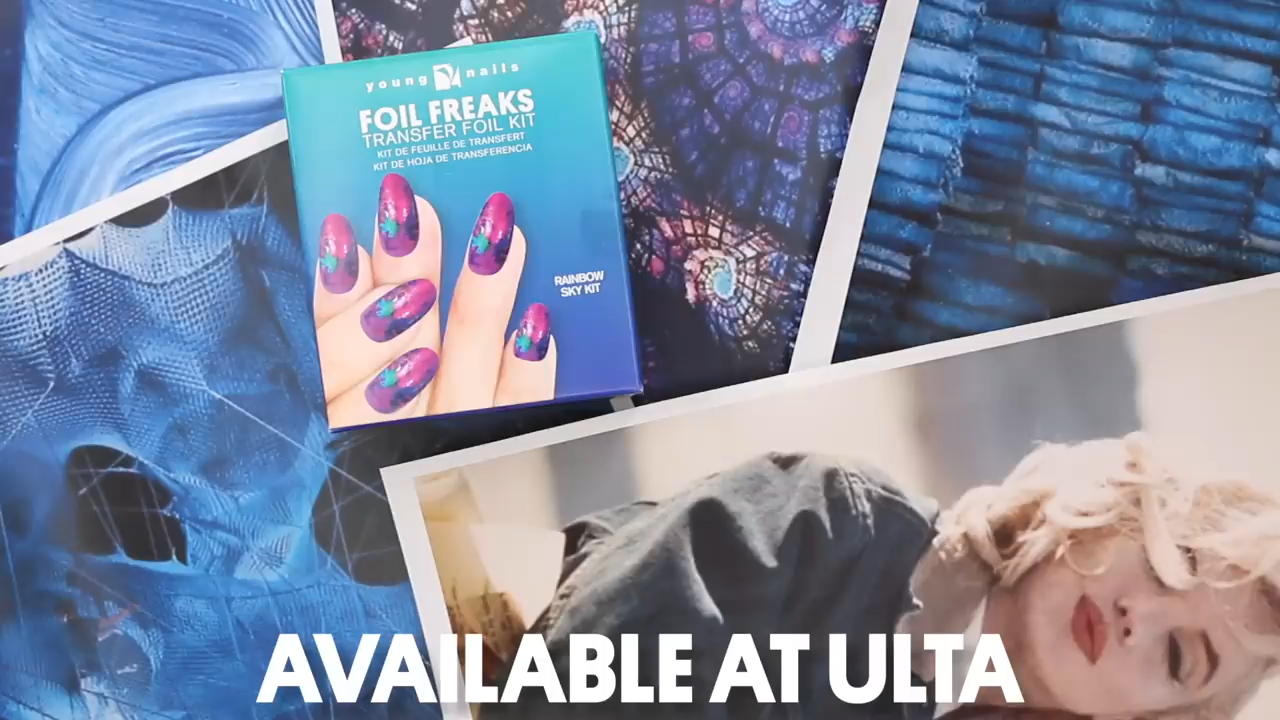 young nails
FOIL FREAKS
TRANSFER FOIL KIT
KIT DE FEUILLE DE TRANSFERT
KIT DE HOJA DE TRANSFERENCIA
RAINBOW
SKY KIT
AVAILABLE AT ULTA